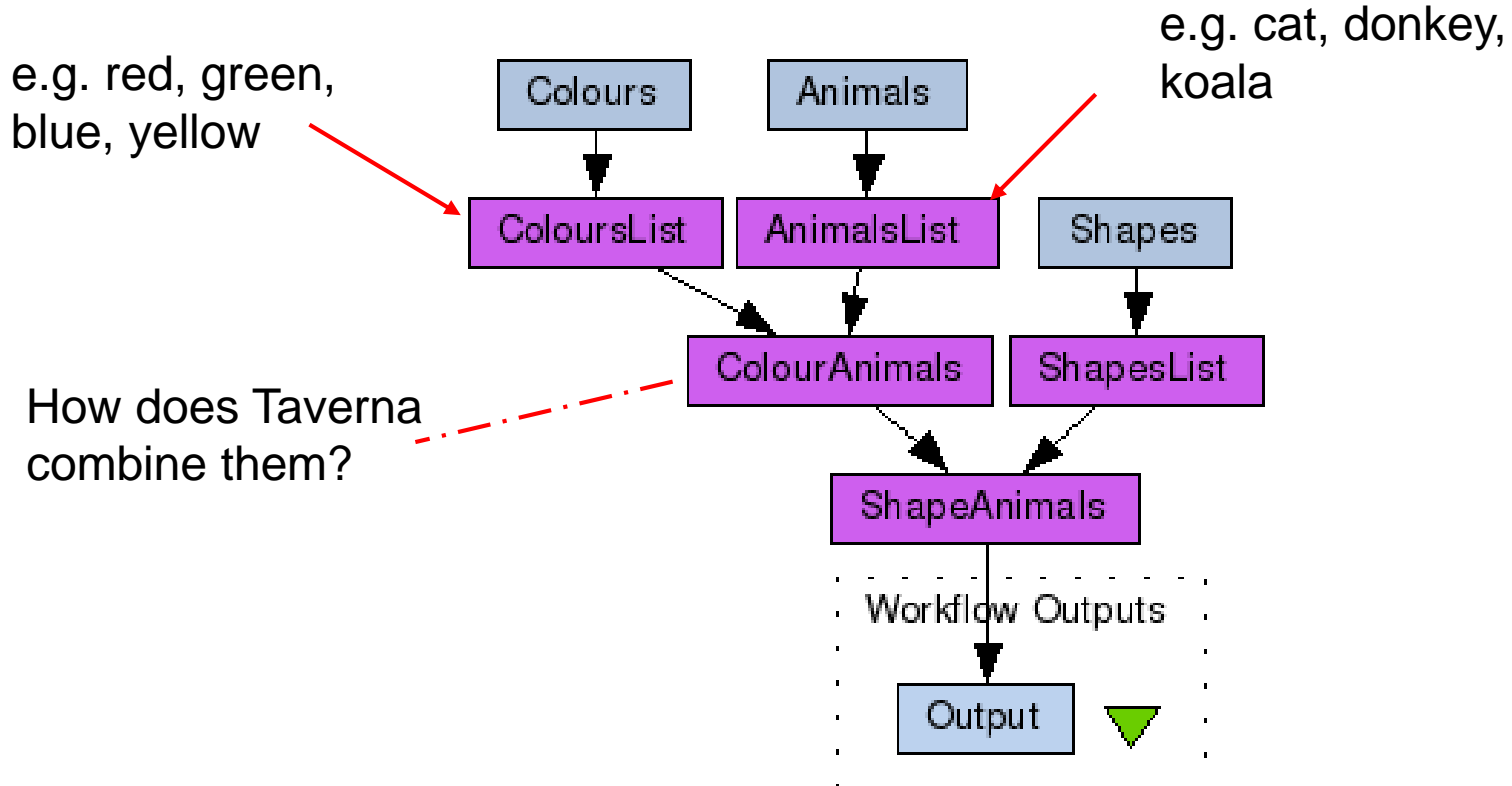 e.g. cat, donkey,
koala
e.g. red, green,
blue, yellow
Colours
Animals
ColoursList
AnimalsList
Shapes
ColourAnimals
ShapesList
How does Taverna
combine them?
ShapeAnimals
Workflow Outputs
Output